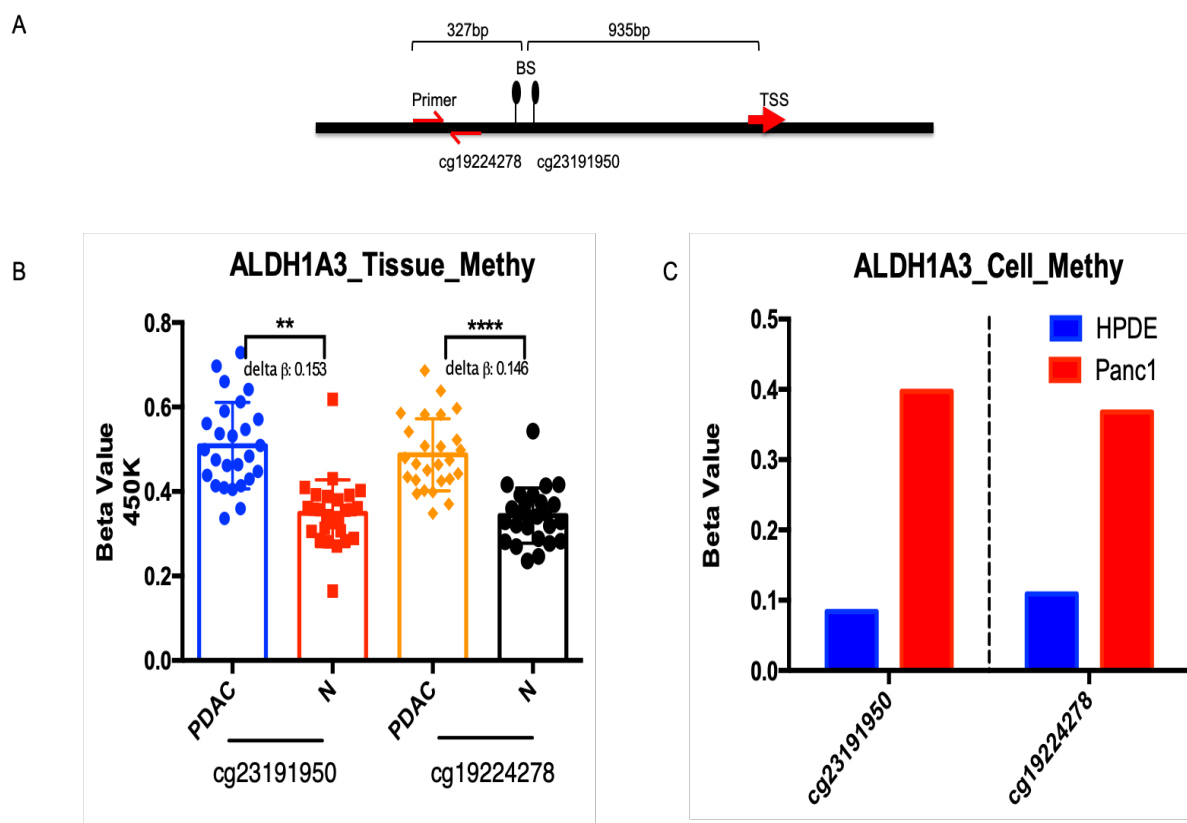 A
327bp 935bp
BS
Primer TSS
cg19224278 cg23191950
B
ALDH1A3_Tissue_Methy
** ****
delta β: 0.153 delta β: 0.146
Beta Value
450K
0.8
0.6
0.4
0.2
0.0
PDAC N PDAC N
cg23191950 cg19224278
C
ALDH1A3_Cell_Methy
HPDE
Panc1
Beta Value
0.5
0.4
0.3
0.2
0.1
0.0
cg23191950 cg19224278